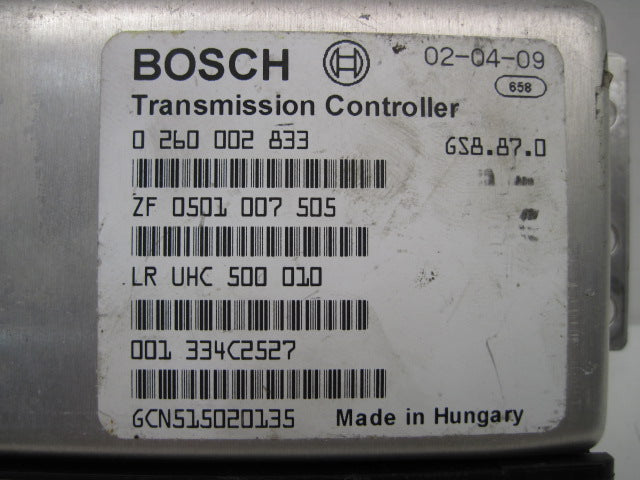 BOSCH 02-04-09
658
Transmission Controller
0 260 002 833 GS8.87.0
ZF 0501 007 505
LR UHC 500 010
001 334C2527
GCN515020135 Made in Hungary